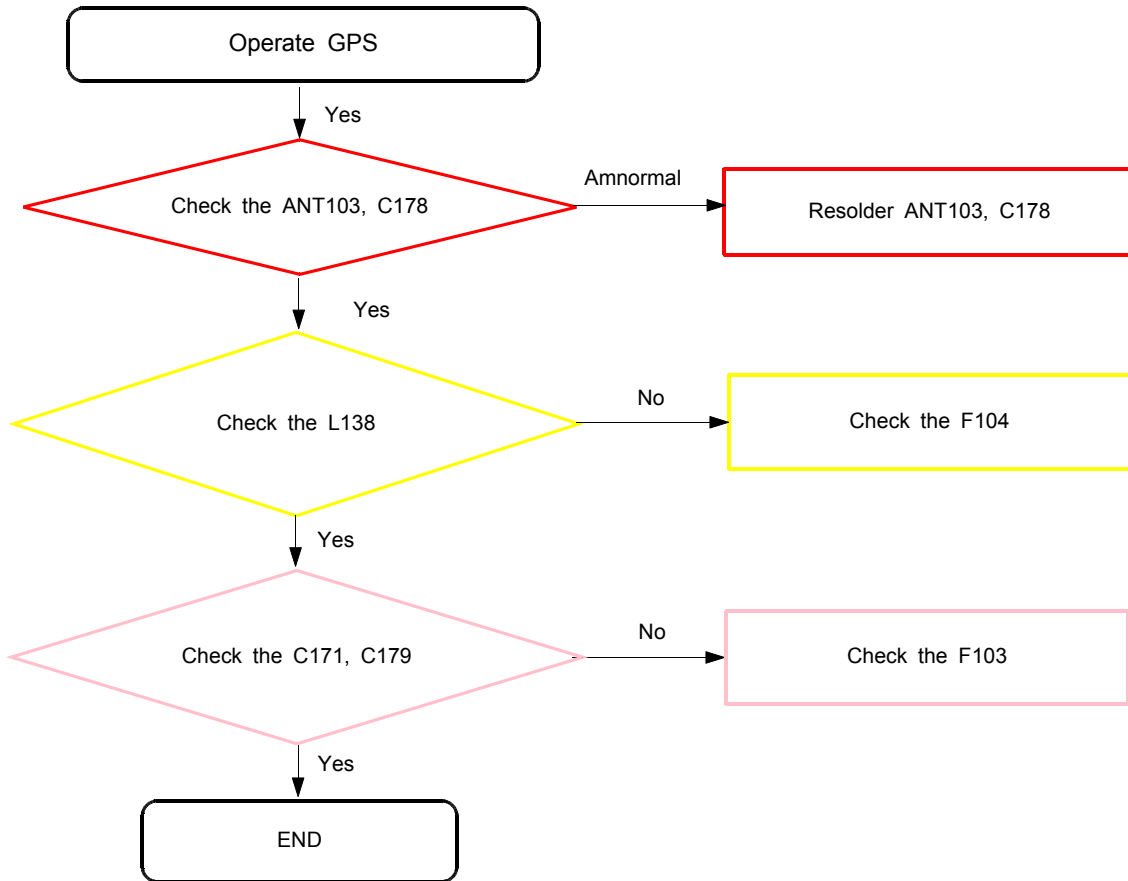 Operate GPS
Yes
Check the ANT103, C178
Amnormal
Resolder ANT103, C178
Yes
Check the L138
No
Check the F104
Yes
Check the C171, C179
No
Check the F103
Yes
END